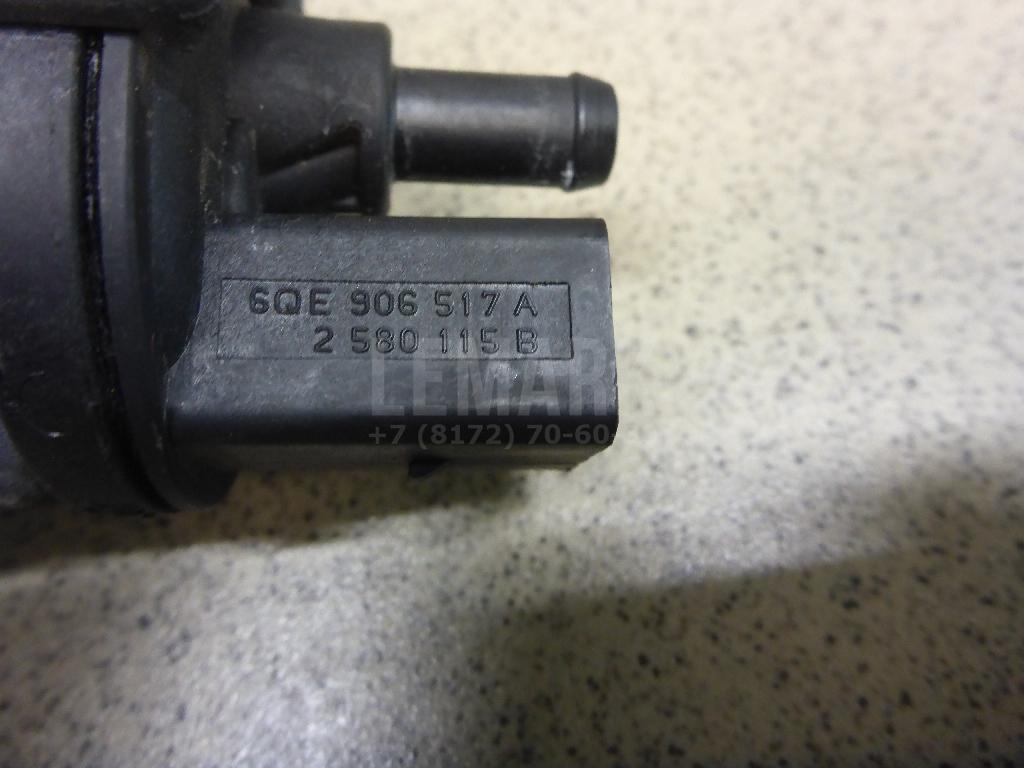 6QE 906 517 A
2 580 115 B
LEMAR
+7 (8172) 70-60